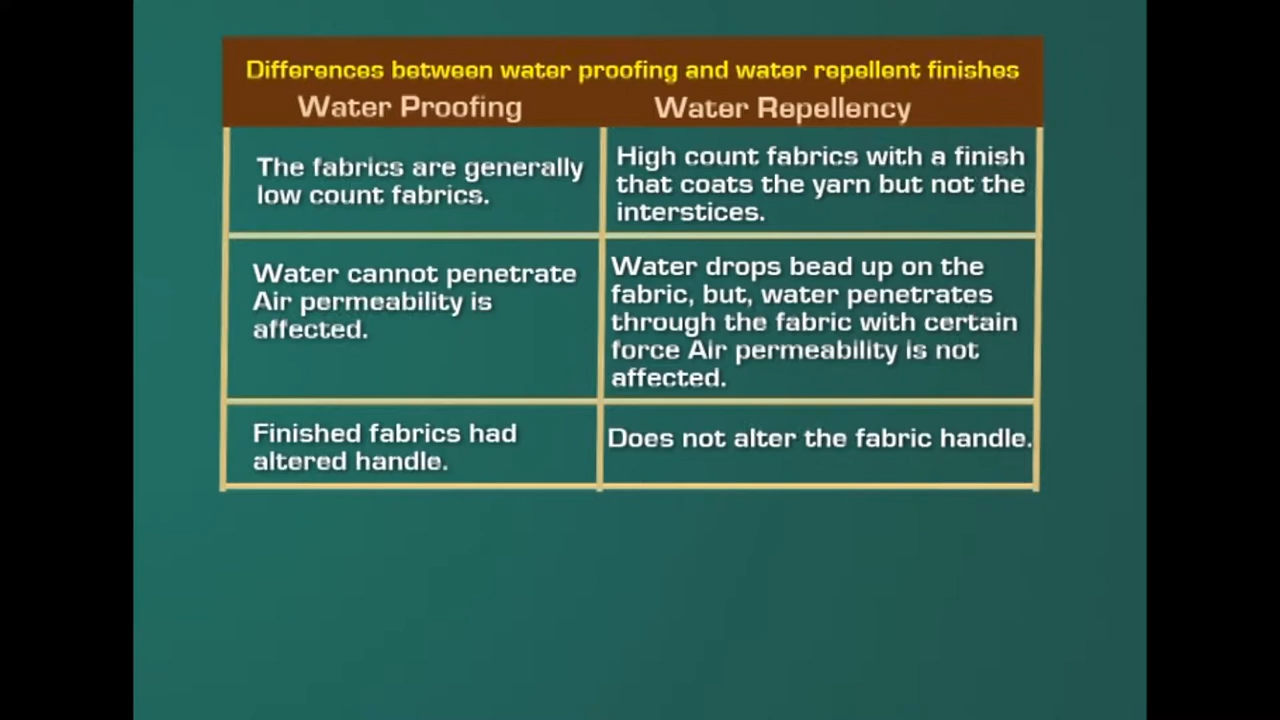 Differences between water proofing and water repellent finishes
Water Proofing
Water Repellency
The fabrics are generally
low count fabrics.
High count fabrics with a finish
that coats the yarn but not the
interstices.
Water cannot penetrate
Air permeability is
affected.
Water drops bead up on the
fabric, but, water penetrates
through the fabric with certain
force Air permeability is not
affected.
Finished fabrics had
altered handle.
Does not alter the fabric handle.